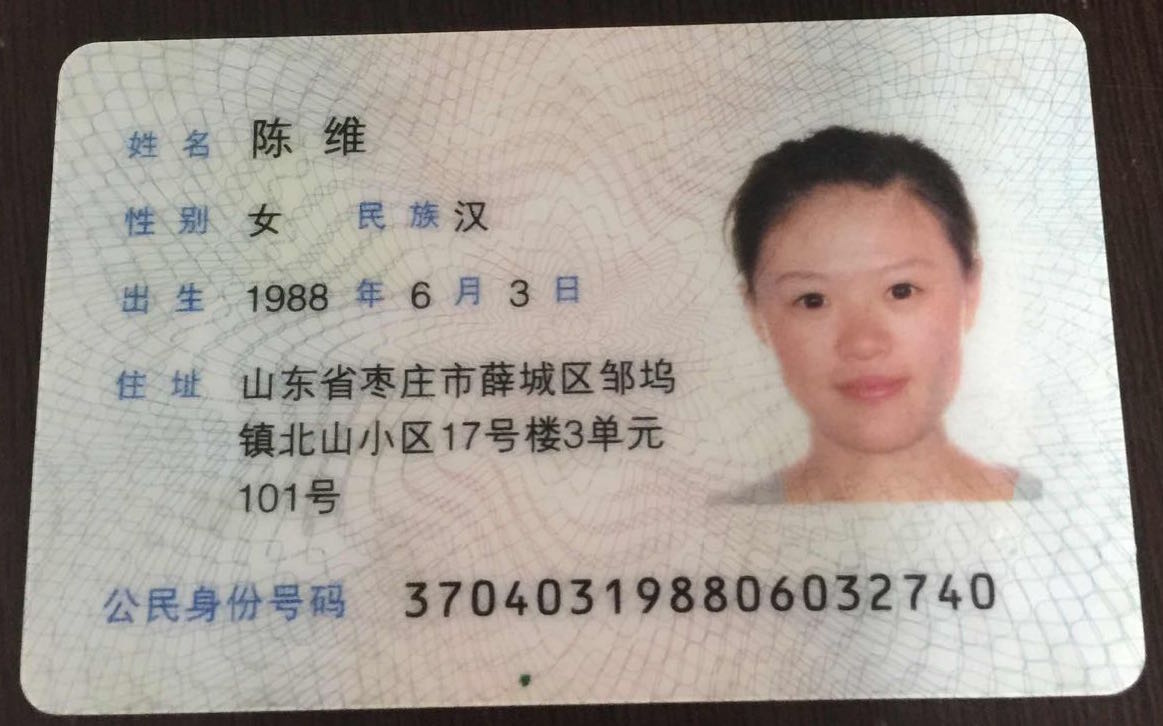 姓名 陈维
性别 女 民族 汉
出生 1988 年 6 月 3 日
住址 山东省枣庄市薛城区邹坞
镇北山小区17号楼3单元
101号
公民身份号码 370403198806032740